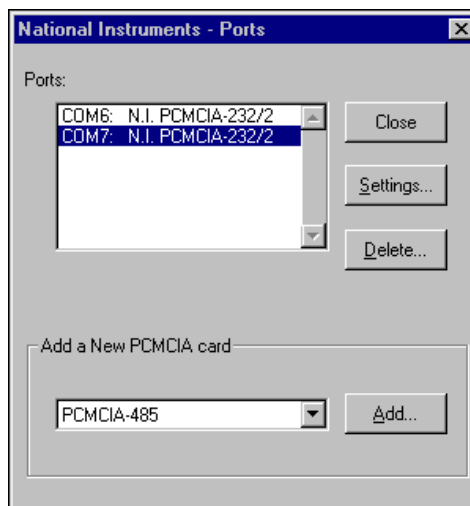 National Instruments - Ports
Ports:
COM6: N.I. PCMCIA-232/2
COM7: N.I. PCMCIA-232/2
Close
Settings...
Delete...
Add a New PCMCIA card
PCMCIA-485
Add...